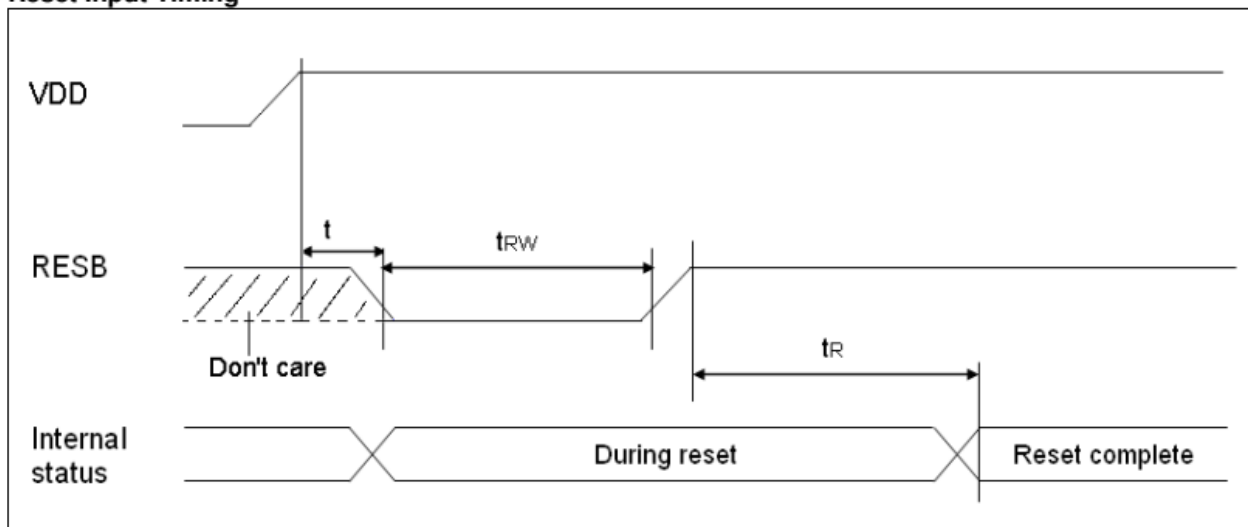 Reset Input Timing
VDD
t
tRW
RESB
tR
Don't care
Internal
status
During reset
Reset complete